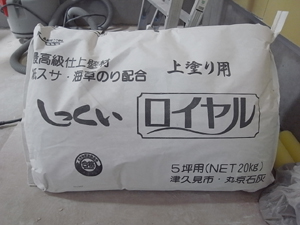 最高級仕上壁材
紙スサ・海草のり配合
上塗り用
しっくい
ロイヤル
5坪用(NET20kg)
津久見市・丸京石灰